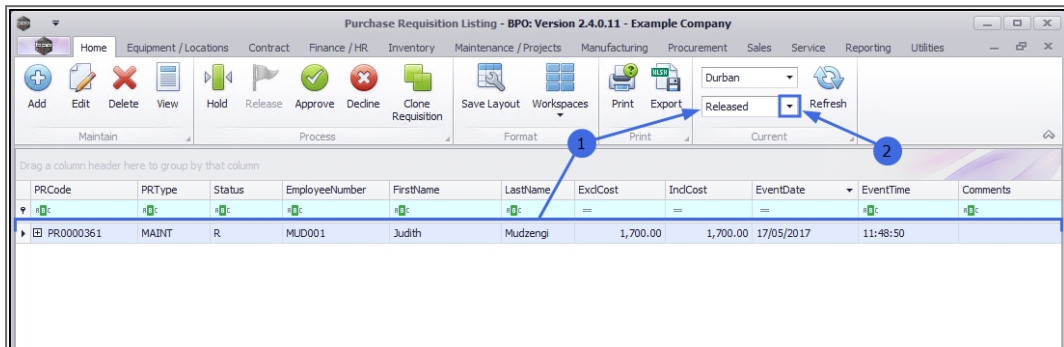 Purchase Requisition Listing - BPO: Version 2.4.0.11 - Example Company
Home Equipment / Locations Contract Finance / HR Inventory Maintenance / Projects Manufacturing Procurement Sales Service Reporting Utilities
Durban
Add Edit Delete View Hold Release Approve Decline Clone Requisition Save Layout Workspaces Print Export Released Refresh
Maintain Process Format Print Current
1
2
Drag a column header here to group by that column
PRCode PRType Status EmployeeNumber FirstName LastName ExclCost InclCost EventDate EventTime Comments
PR0000361 MAINT R MUD001 Judith Mudzengi 1,700.00 1,700.00 17/05/2017 11:48:50